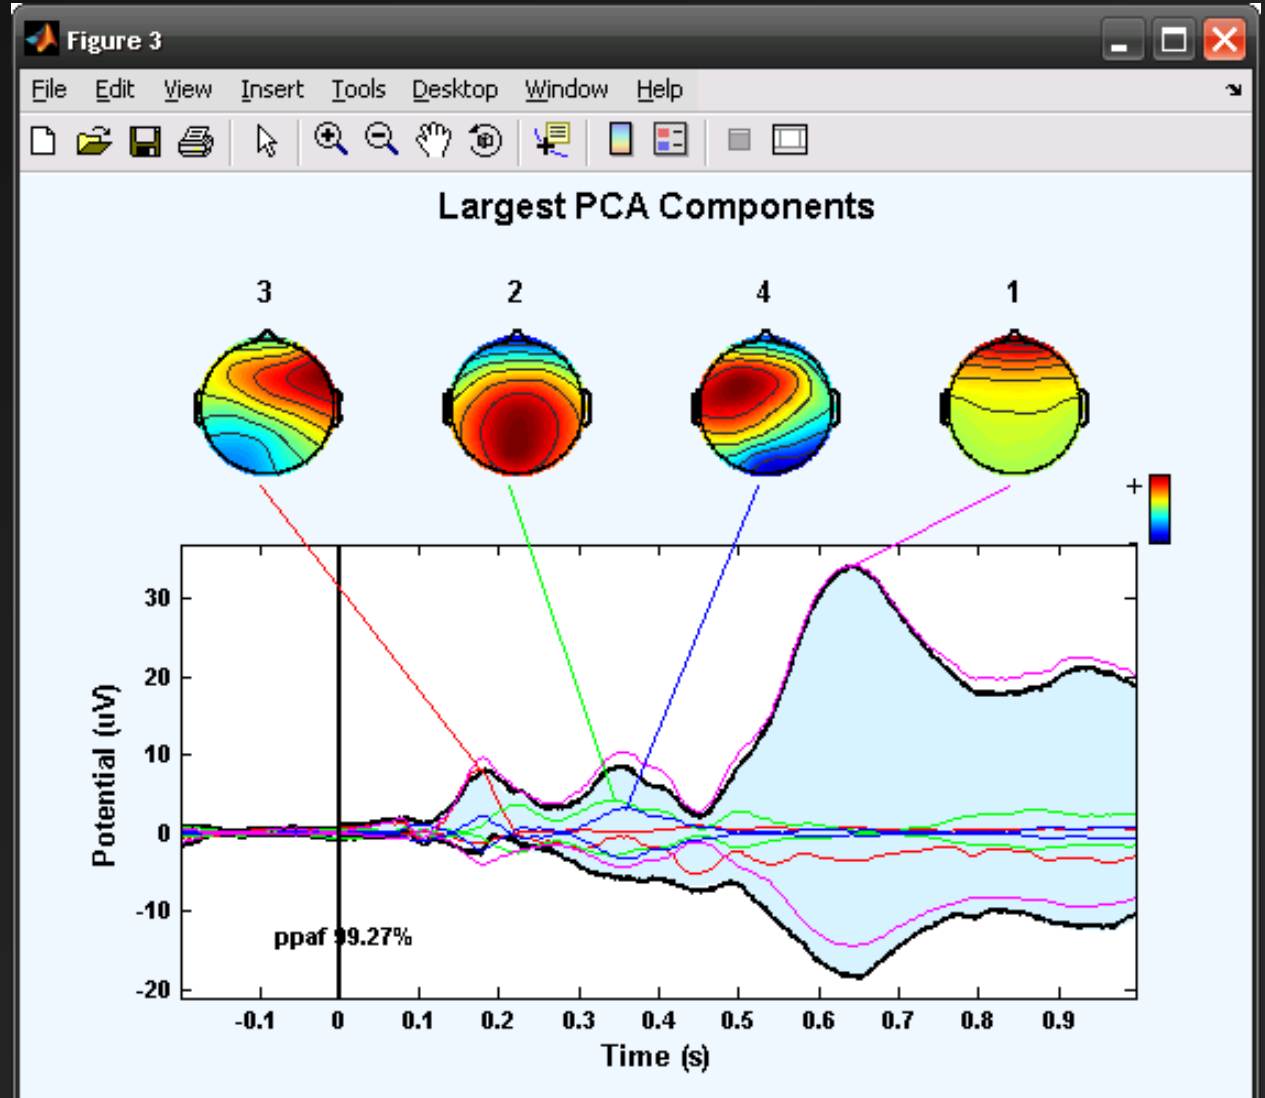 Figure 3
File Edit View Insert Tools Desktop Window Help
Largest PCA Components
3 2 4 1
+
-
30
20
10
0
-10
-20
Potential (uV)
ppaf 99.27%
-0.1 0 0.1 0.2 0.3 0.4 0.5 0.6 0.7 0.8 0.9
Time (s)